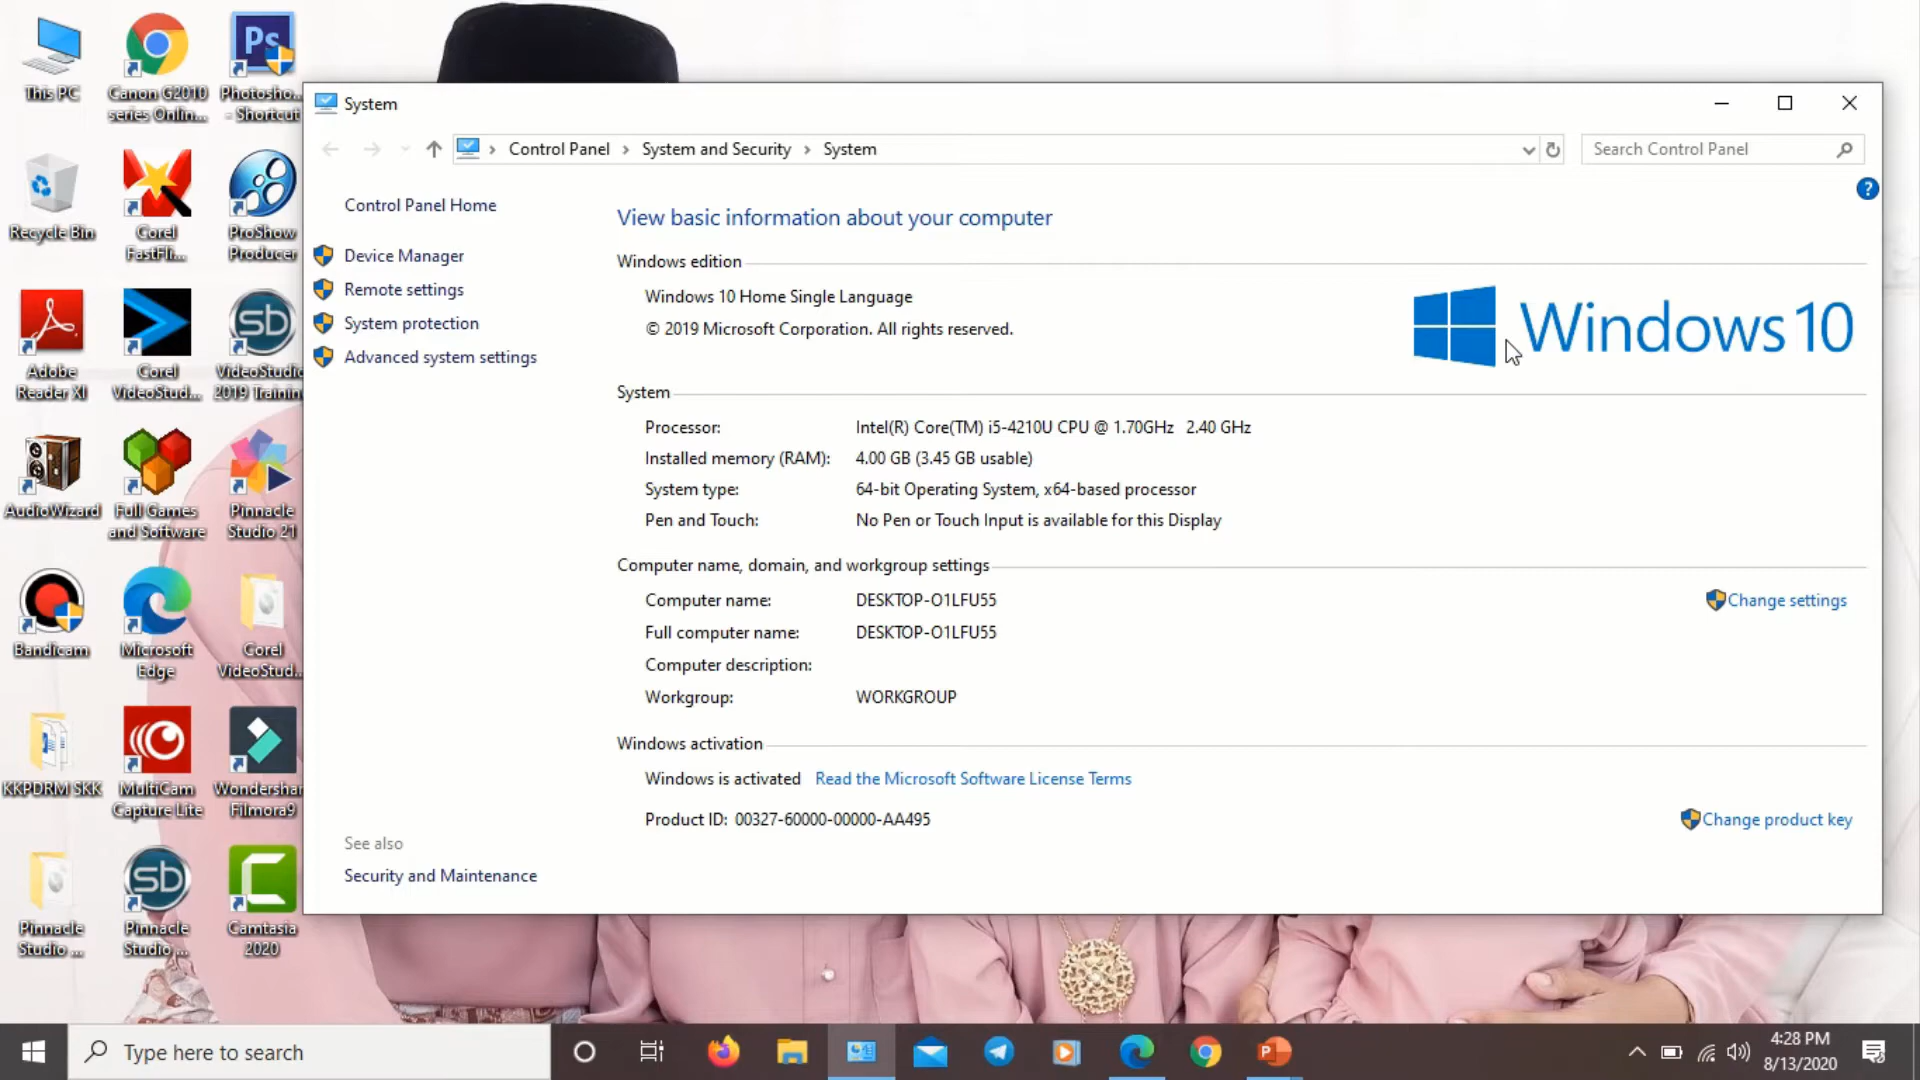 This PC
Canon G2010
series Onlin...
Photosho...
- Shortcut
Recycle Bin
Corel
FastFli...
ProShow
Producer
Adobe
Reader XI
Corel
VideoStud...
VideoStudio
2019 Trainin
AudioWizard
Full Games
and Software
Pinnacle
Studio 21
Bandicam
Microsoft
Edge
Corel
VideoStud...
KKPDRM SKK
MultiCam
Capture Lite
Wondershar
Filmora9
Pinnacle
Studio ...
Pinnacle
Studio ...
Camtasia
2020
Ps
sb
sb
System
Control Panel > System and Security > System
Search Control Panel
?
Control Panel Home
Device Manager
Remote settings
System protection
Advanced system settings
See also
Security and Maintenance
View basic information about your computer
Windows edition
Windows 10 Home Single Language
© 2019 Microsoft Corporation. All rights reserved.
Windows 10
System
Processor: Intel(R) Core(TM) i5-4210U CPU @ 1.70GHz 2.40 GHz
Installed memory (RAM): 4.00 GB (3.45 GB usable)
System type: 64-bit Operating System, x64-based processor
Pen and Touch: No Pen or Touch Input is available for this Display
Computer name, domain, and workgroup settings
Computer name: DESKTOP-O1LFU55
Change settings
Full computer name: DESKTOP-O1LFU55
Computer description:
Workgroup: WORKGROUP
Windows activation
Windows is activated Read the Microsoft Software License Terms
Product ID: 00327-60000-00000-AA495
Change product key
Type here to search
4:28 PM
8/13/2020